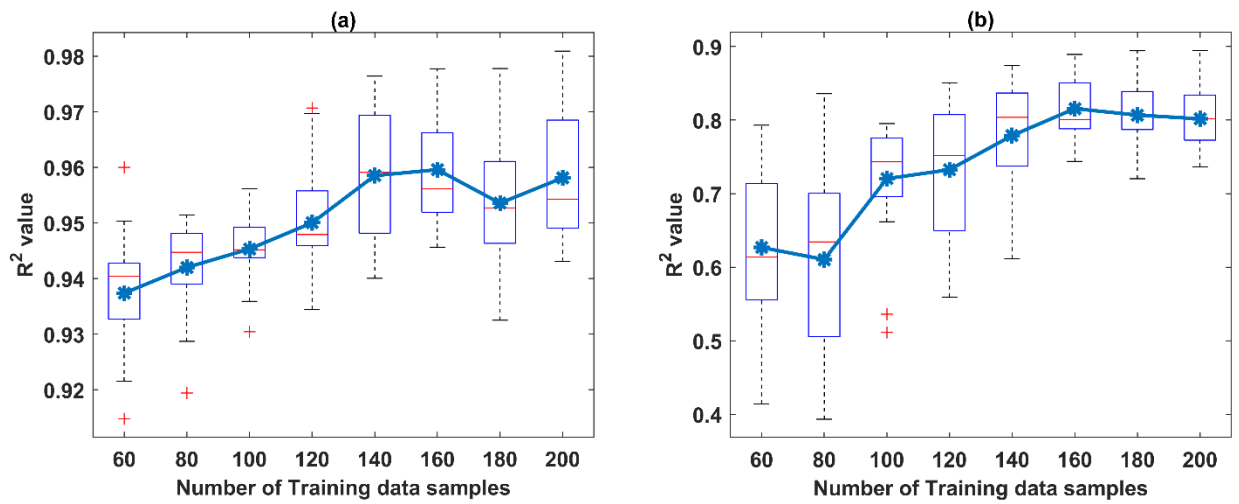 (a)
R² value
0.98
0.97
0.96
0.95
0.94
0.93
0.92
60 80 100 120 140 160 180 200
Number of Training data samples
(b)
R² value
0.9
0.8
0.7
0.6
0.5
0.4
60 80 100 120 140 160 180 200
Number of Training data samples